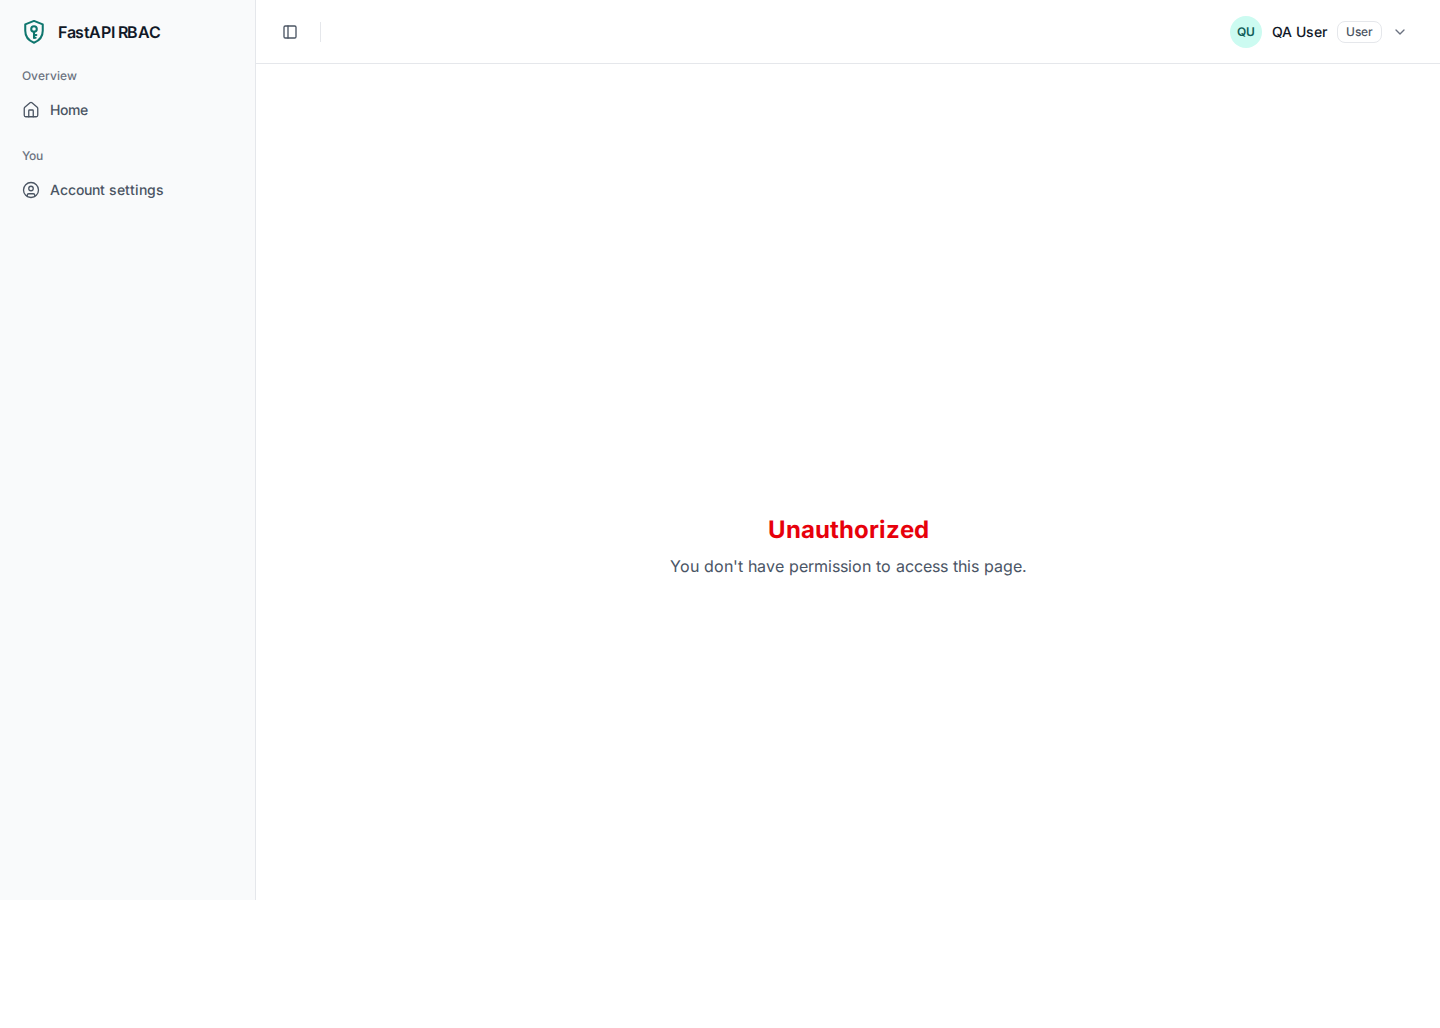 FastAPI RBAC
QU
QA User
User
Overview
Home
You
Account settings
Unauthorized
You don't have permission to access this page.